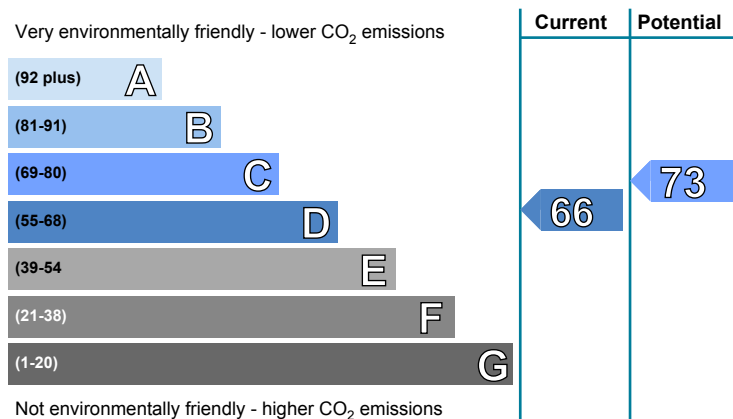 Current Potential
Very environmentally friendly - lower CO2 emissions
(92 plus) A
(81-91) B
(69-80) C
73
(55-68) D
66
(39-54 E
(21-38) F
(1-20) G
Not environmentally friendly - higher CO2 emissions